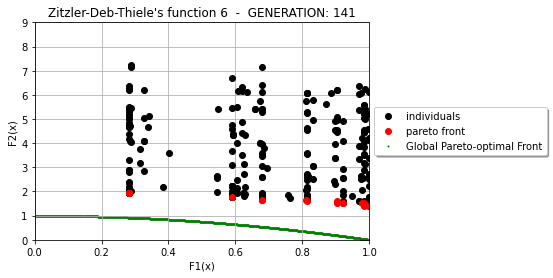 Zitzler-Deb-Thiele's function 6  -  GENERATION: 141
9
8
7
6
5
4
3
2
1
0
F2(x)
0.0 0.2 0.4 0.6 0.8 1.0
F1(x)
individuals
pareto front
Global Pareto-optimal Front